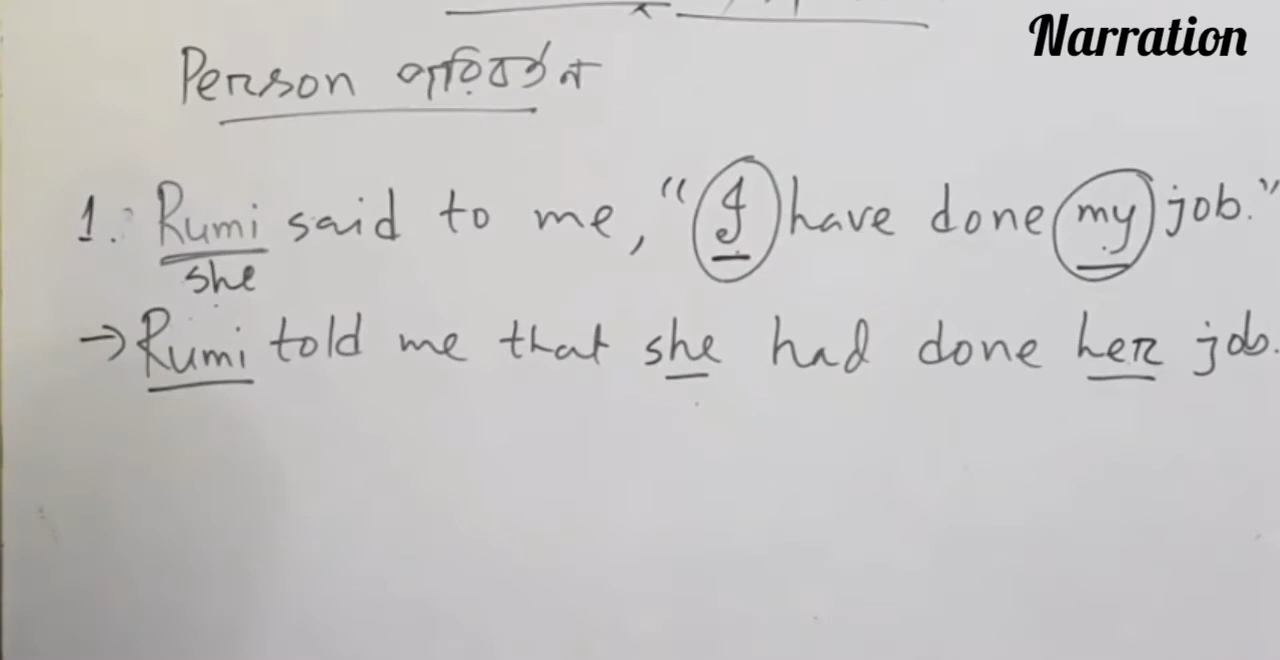 Narration
Person পরিবর্তন
1. Rumi said to me, “I have done my job.”
she
→ Rumi told me that she had done her job.